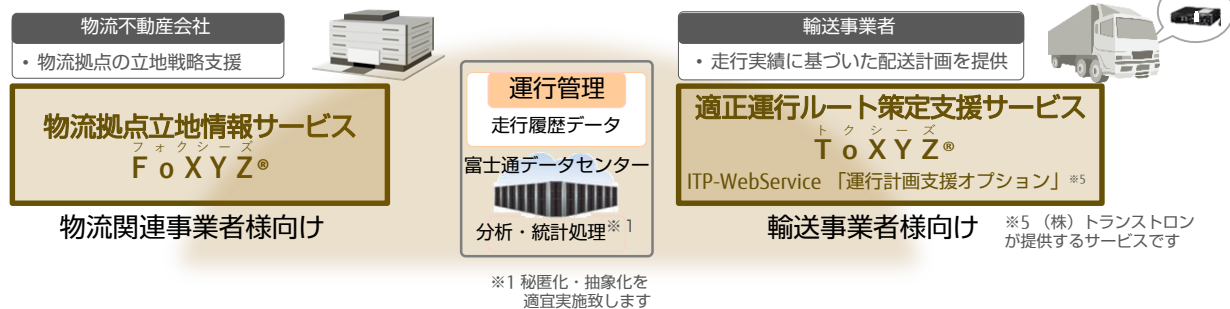 物流不動産会社
・物流拠点の立地戦略支援
物流拠点立地情報サービス
フォクシーズ
FoXYZ®
物流関連事業者様向け
運行管理
走行履歴データ
富士通データセンター
分析・統計処理※1
※1 秘匿化・抽象化を
適宜実施致します
輸送事業者
・走行実績に基づいた配送計画を提供
適正運行ルート策定支援サービス
トクシーズ
ToXYZ®
ITP-WebService 「運行計画支援オプション」※5
輸送事業者様向け
※5 （株）トランストロン
が提供するサービスです